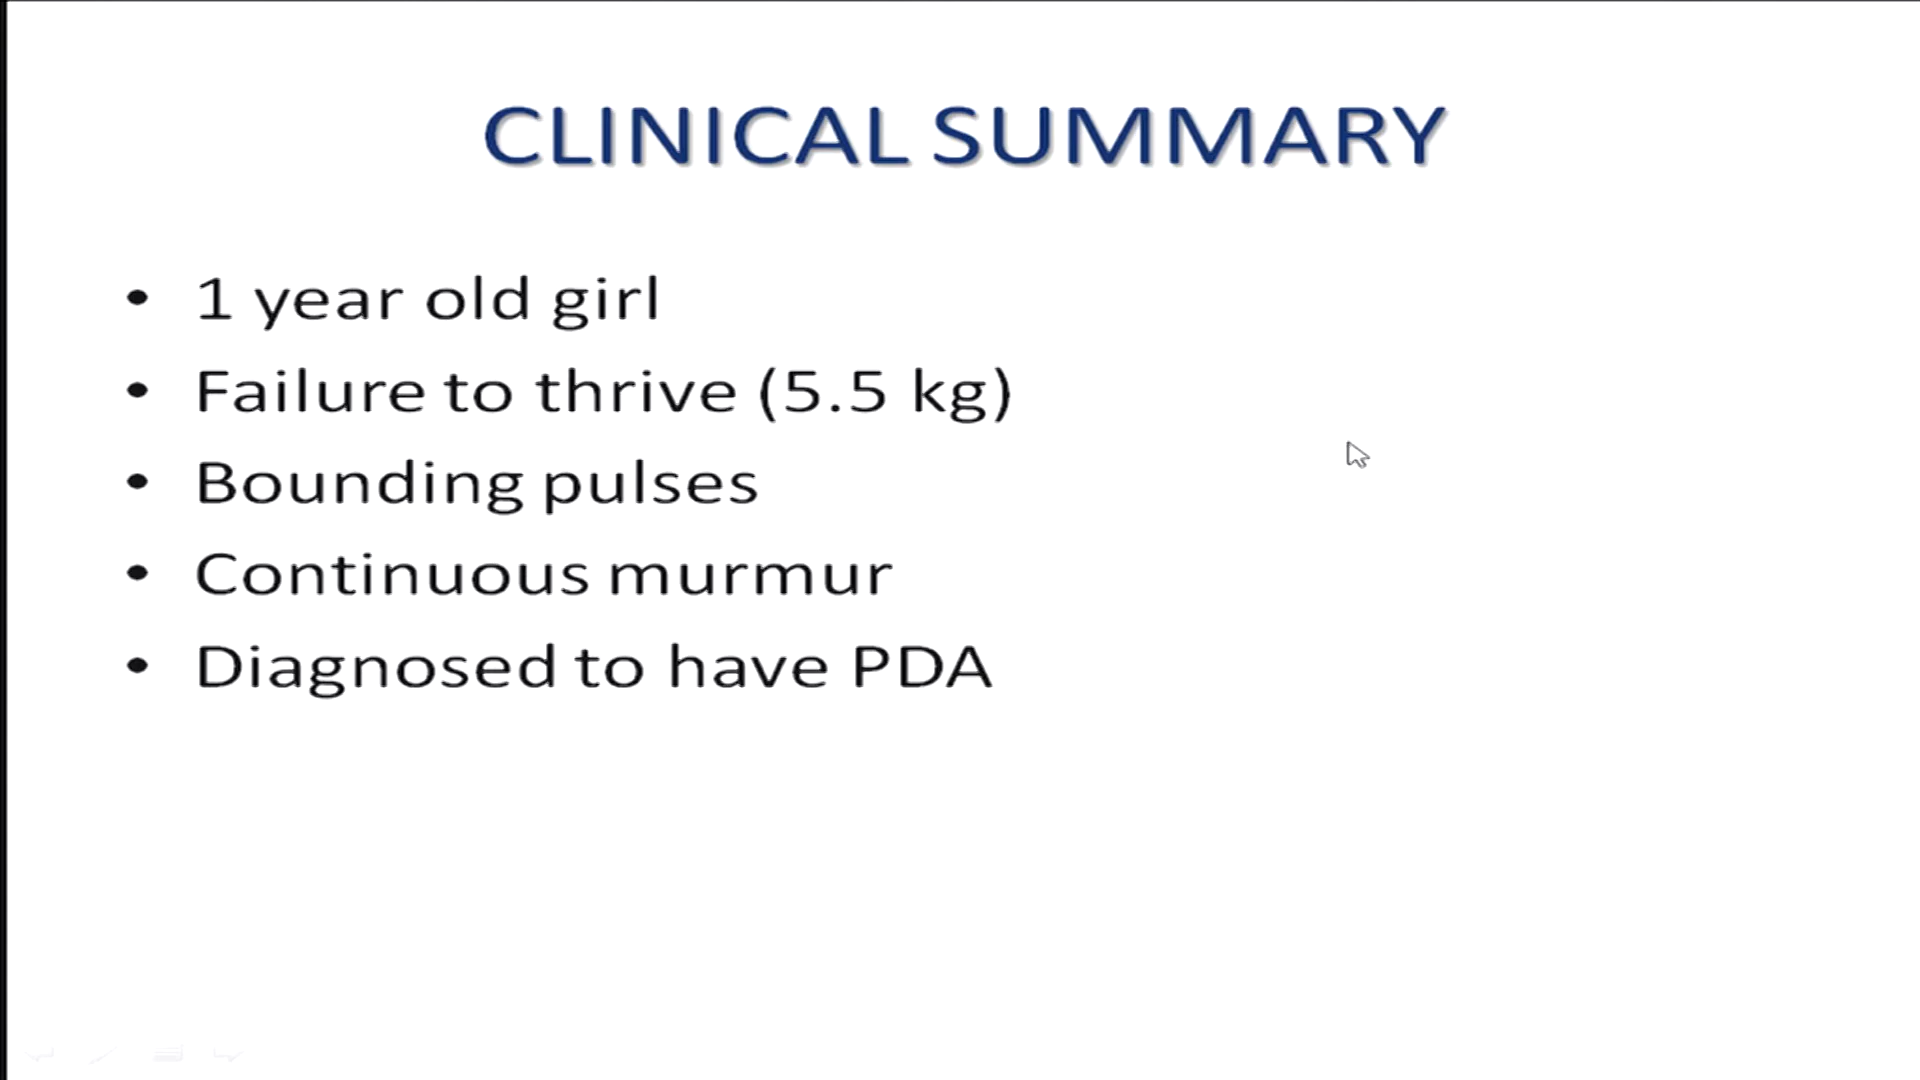 CLINICAL SUMMARY
• 1 year old girl
• Failure to thrive (5.5 kg)
• Bounding pulses
• Continuous murmur
• Diagnosed to have PDA